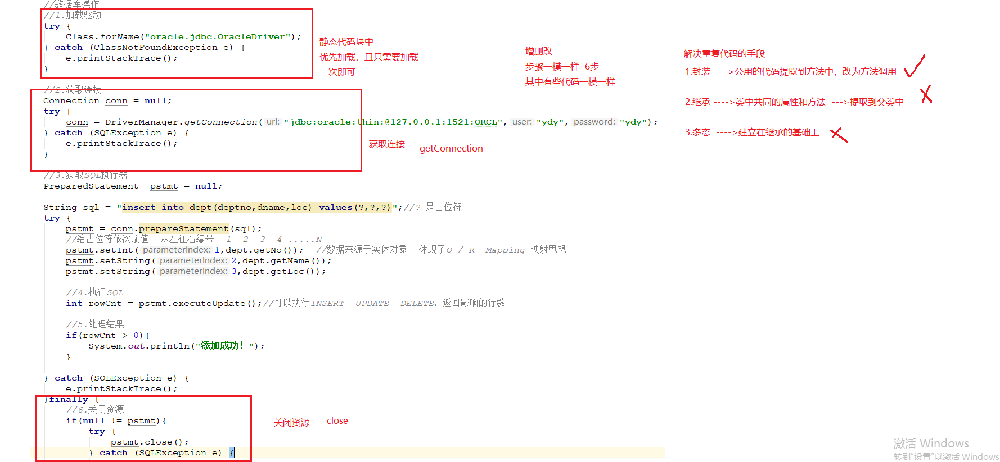 //数据库操作
//1.加载驱动
try {
Class.forName("oracle.jdbc.OracleDriver");
} catch (ClassNotFoundException e) {
e.printStackTrace();
}
静态代码块中
优先加载，且只需要加载
一次即可
增删改
步骤一模一样 6步
其中有些代码一模一样
解决重复代码的手段
1.封装 --->公用的代码提取到方法中，改为方法调用
2.继承 ---->类中共同的属性和方法 --->提取到父类中
3.多态 ---->建立在继承的基础上
//2.获取连接
Connection conn = null;
try {
conn = DriverManager.getConnection( url: "jdbc:oracle:thin:@127.0.0.1:1521:ORCL", user: "ydy", password: "ydy");
} catch (SQLException e) {
e.printStackTrace();
}
获取连接 getConnection
//3.获取SQL执行器
PreparedStatement pstmt = null;
String sql = "insert into dept(deptno,dname,loc) values(?,?,?)";//? 是占位符
try {
pstmt = conn.prepareStatement(sql);
//给占位符依次赋值 从左往右编号 1 2 3 4 .....N
pstmt.setInt( parameterIndex: 1,dept.getNo()); //数据来源于实体对象 体现了O / R Mapping 映射思想
pstmt.setString( parameterIndex: 2,dept.getName());
pstmt.setString( parameterIndex: 3,dept.getLoc());
//4.执行SQL
int rowCnt = pstmt.executeUpdate();//可以执行INSERT UPDATE DELETE，返回影响的行数
//5.处理结果
if(rowCnt > 0){
System.out.println("添加成功！");
}
} catch (SQLException e) {
e.printStackTrace();
}finally {
//6.关闭资源
if(null != pstmt){
try {
pstmt.close();
} catch (SQLException e) {
关闭资源 close
激活 Windows
转到"设置"以激活 Windows